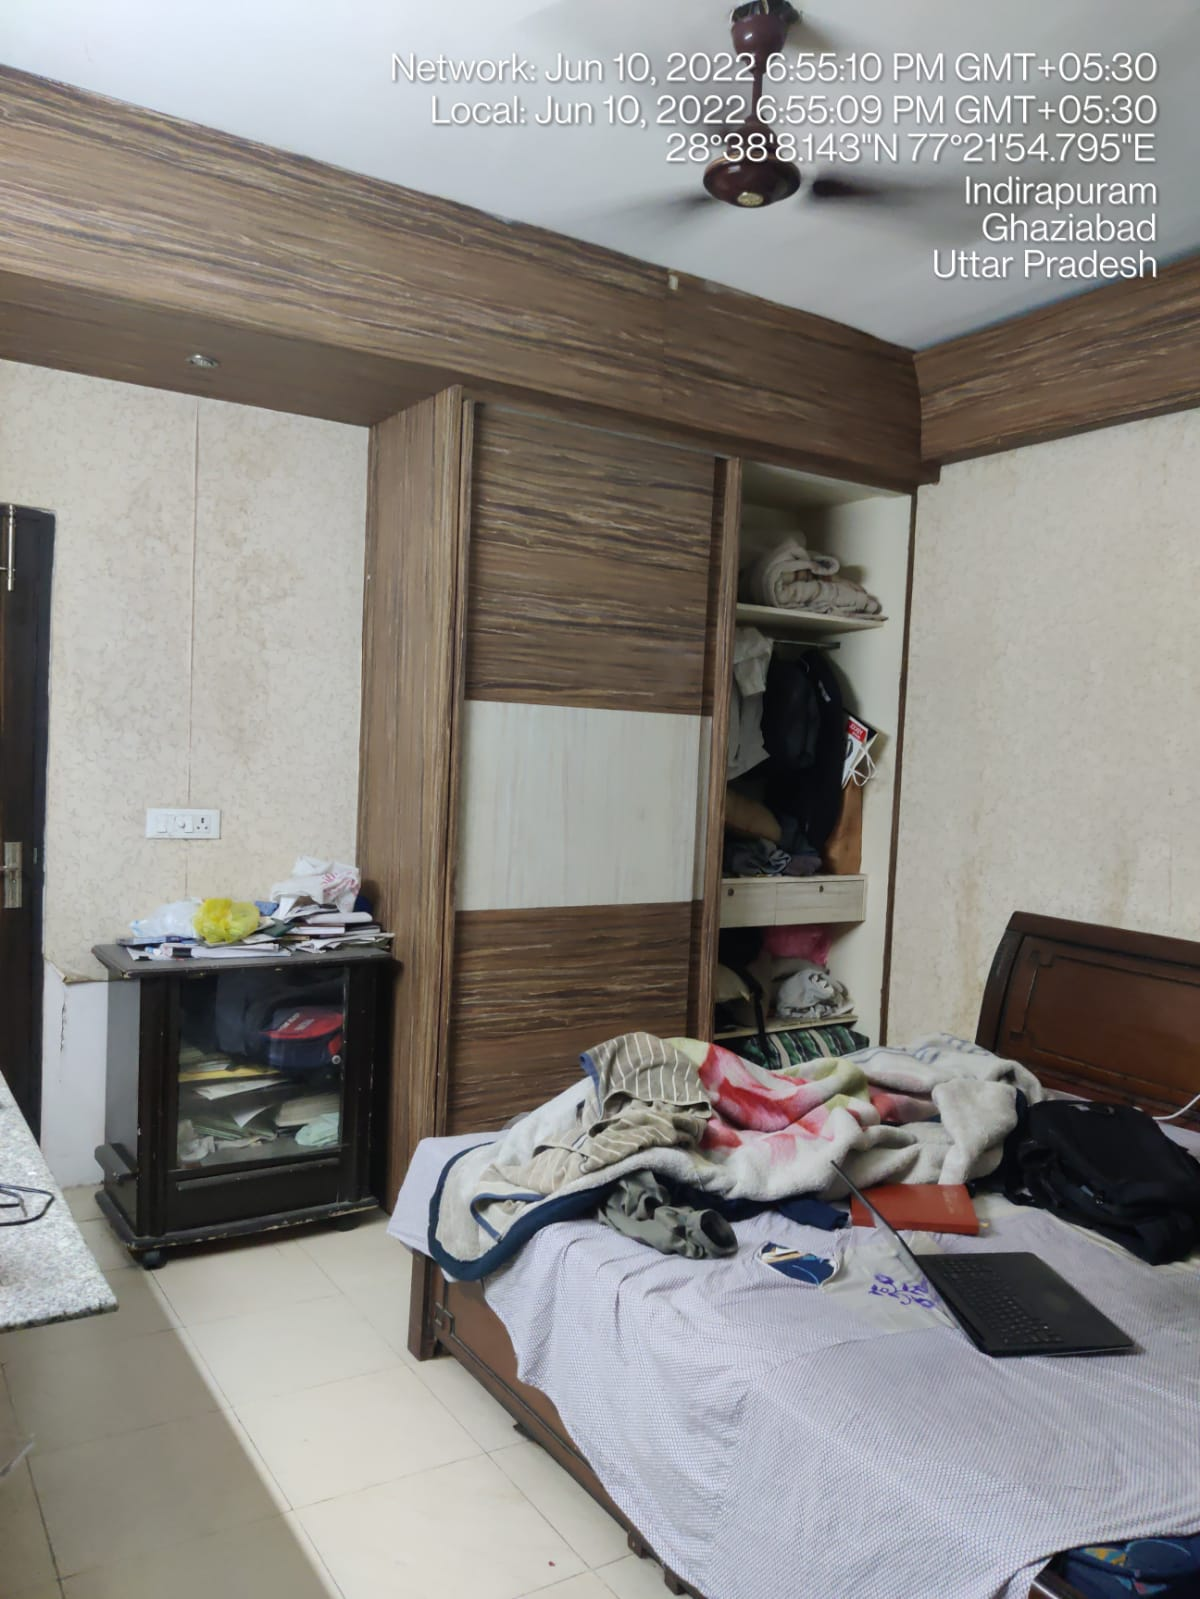 Network: Jun 10, 2022 6:55:10 PM GMT+05:30
Local: Jun 10, 2022 6:55:09 PM GMT+05:30
28°38'8.143"N 77°21'54.795"E
Indirapuram
Ghaziabad
Uttar Pradesh